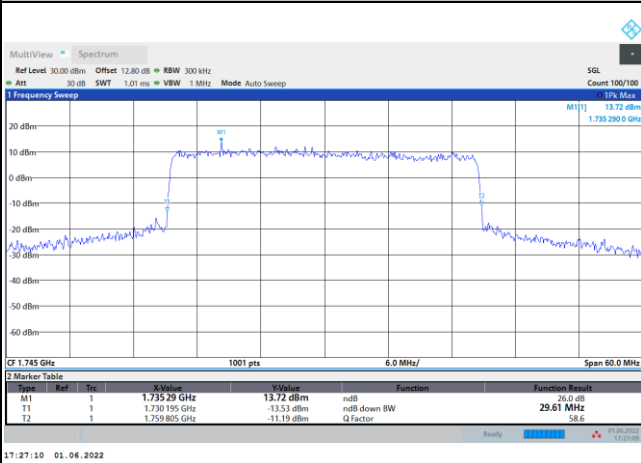 MultiView Spectrum
Ref Level 30.00 dBm Offset 12.80 dB RBW 300 kHz SGL
Att 30 dB SWT 1.01 ms VBW 1 MHz Mode Auto Sweep Count 100/100
1 Frequency Sweep 1Pk Max
M1[1] 13.72 dBm
1.735 290 0 GHz
M1
20 dBm
10 dBm
0 dBm
T1
T2
-10 dBm
-20 dBm
-30 dBm
-40 dBm
-50 dBm
-60 dBm
CF 1.745 GHz 1001 pts 6.0 MHz/ Span 60.0 MHz
2 Marker Table
Type Ref Trc X-Value Y-Value Function Function Result
M1 1 1.735 29 GHz 13.72 dBm ndB 26.0 dB
T1 1 1.730 195 GHz -13.53 dBm ndB down BW 29.61 MHz
T2 1 1.759 805 GHz -11.19 dBm Q Factor 58.6
Ready 01.06.2022
17:27:09
17:27:10 01.06.2022